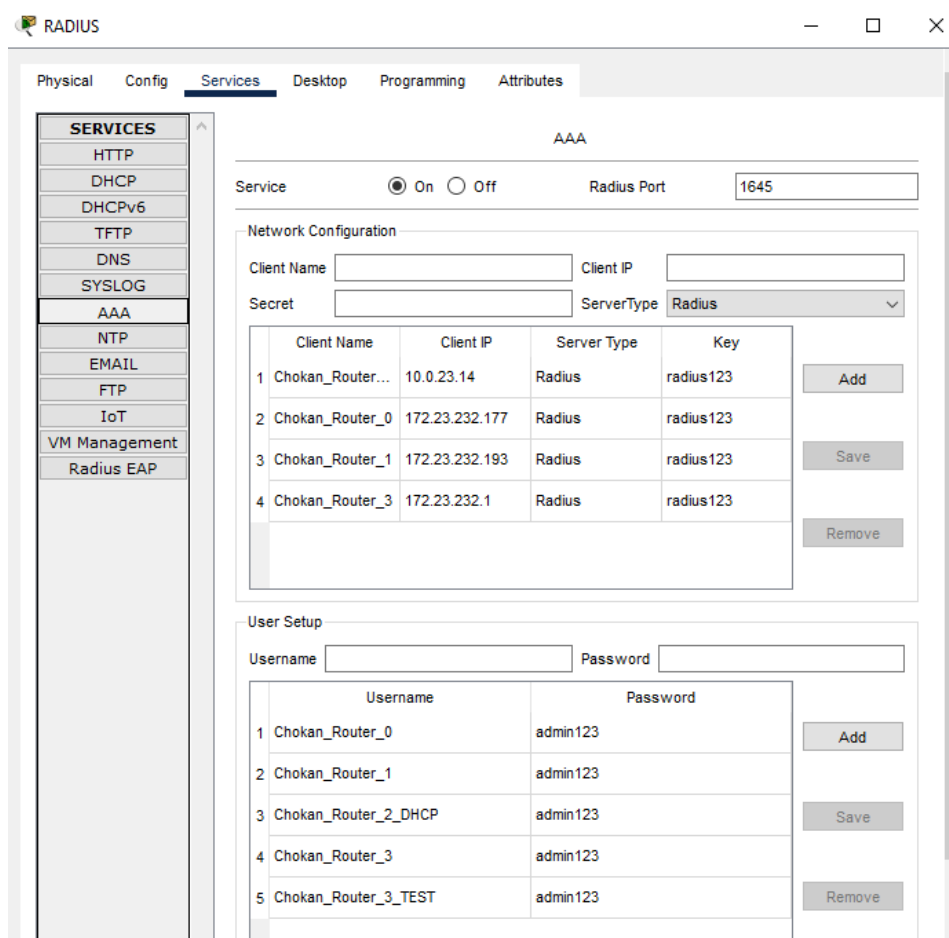 RADIUS
Physical Config Services Desktop Programming Attributes
SERVICES
HTTP
DHCP
DHCPv6
TFTP
DNS
SYSLOG
AAA
NTP
EMAIL
FTP
IoT
VM Management
Radius EAP
AAA
Service On Off Radius Port 1645
Network Configuration
Client Name Client IP
Secret ServerType Radius
Client Name Client IP Server Type Key
1 Chokan_Router... 10.0.23.14 Radius radius123
2 Chokan_Router_0 172.23.232.177 Radius radius123
3 Chokan_Router_1 172.23.232.193 Radius radius123
4 Chokan_Router_3 172.23.232.1 Radius radius123
Add
Save
Remove
User Setup
Username Password
Username Password
1 Chokan_Router_0 admin123
2 Chokan_Router_1 admin123
3 Chokan_Router_2_DHCP admin123
4 Chokan_Router_3 admin123
5 Chokan_Router_3_TEST admin123
Add
Save
Remove